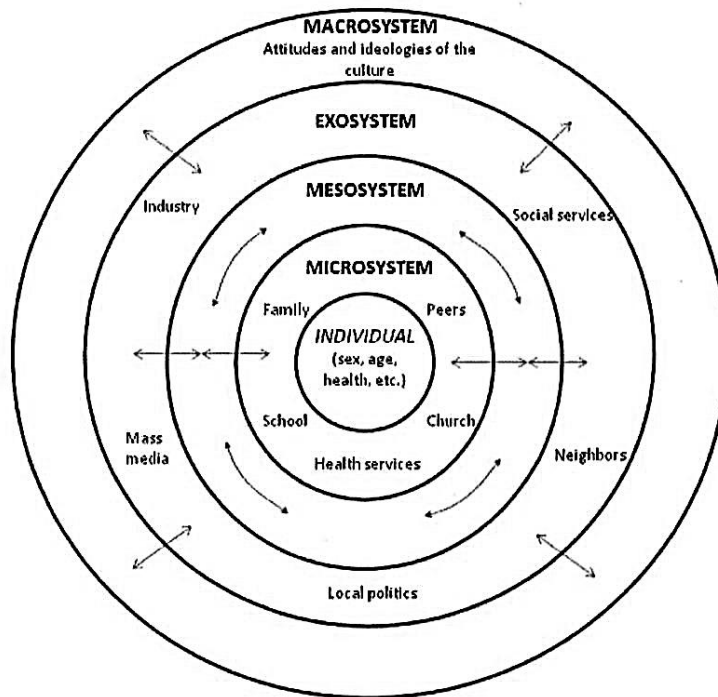 MACROSYSTEM
Attitudes and ideologies of the
culture
EXOSYSTEM
MESOSYSTEM
Industry
Social services
MICROSYSTEM
Family
Peers
INDIVIDUAL
(sex, age,
health, etc.)
School
Church
Mass
media
Health services
Neighbors
Local politics